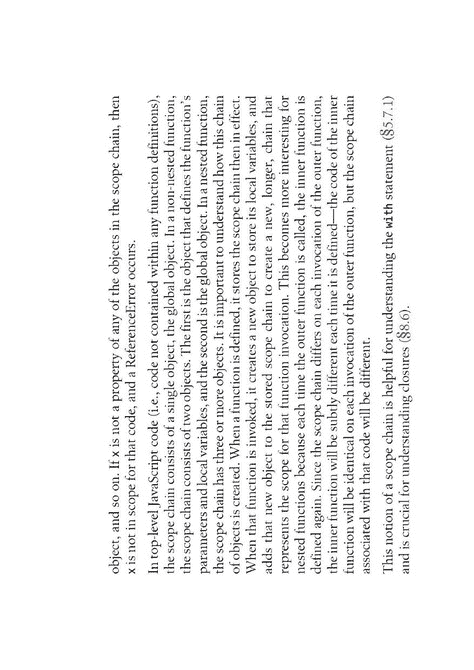 object, and so on. If x is not a property of any of the objects in the scope chain, then
x is not in scope for that code, and a ReferenceError occurs.
In top-level JavaScript code (i.e., code not contained within any function definitions),
the scope chain consists of a single object, the global object. In a non-nested function,
the scope chain consists of two objects. The first is the object that defines the function’s
parameters and local variables, and the second is the global object. In a nested function,
the scope chain has three or more objects. It is important to understand how this chain
of objects is created. When a function is defined, it stores the scope chain then in effect.
When that function is invoked, it creates a new object to store its local variables, and
adds that new object to the stored scope chain to create a new, longer, chain that
represents the scope for that function invocation. This becomes more interesting for
nested functions because each time the outer function is called, the inner function is
defined again. Since the scope chain differs on each invocation of the outer function,
the inner function will be subtly different each time it is defined—the code of the inner
function will be identical on each invocation of the outer function, but the scope chain
associated with that code will be different.
This notion of a scope chain is helpful for understanding the with statement (§5.7.1)
and is crucial for understanding closures (§8.6).